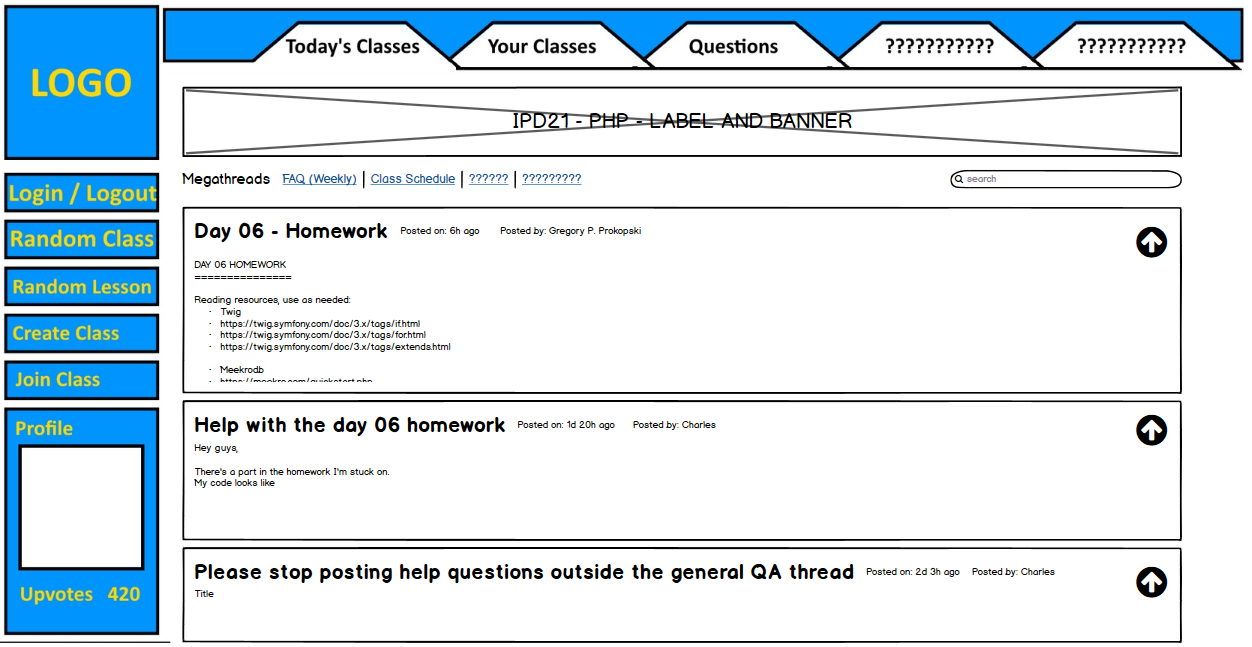 LOGO
Today's Classes
Your Classes
Questions
???????????
???????????
IPD21 - PHP - LABEL AND BANNER
Megathreads FAQ (Weekly) | Class Schedule | ?????? | ?????????
search
Login / Logout
Random Class
Random Lesson
Create Class
Join Class
Profile
Upvotes 420
Day 06 - Homework Posted on: 6h ago Posted by: Gregory P. Prokopski
DAY 06 HOMEWORK
===============
Reading resources, use as needed:
· Twig
· https://twig.symfony.com/doc/3.x/tags/if.html
· https://twig.symfony.com/doc/3.x/tags/for.html
· https://twig.symfony.com/doc/3.x/tags/extends.html
· Meekrodb
· https://meekro.com/quickstart.php
Help with the day 06 homework Posted on: 1d 20h ago Posted by: Charles
Hey guys,
There's a part in the homework I'm stuck on.
My code looks like
Please stop posting help questions outside the general QA thread Posted on: 2d 3h ago Posted by: Charles
Title